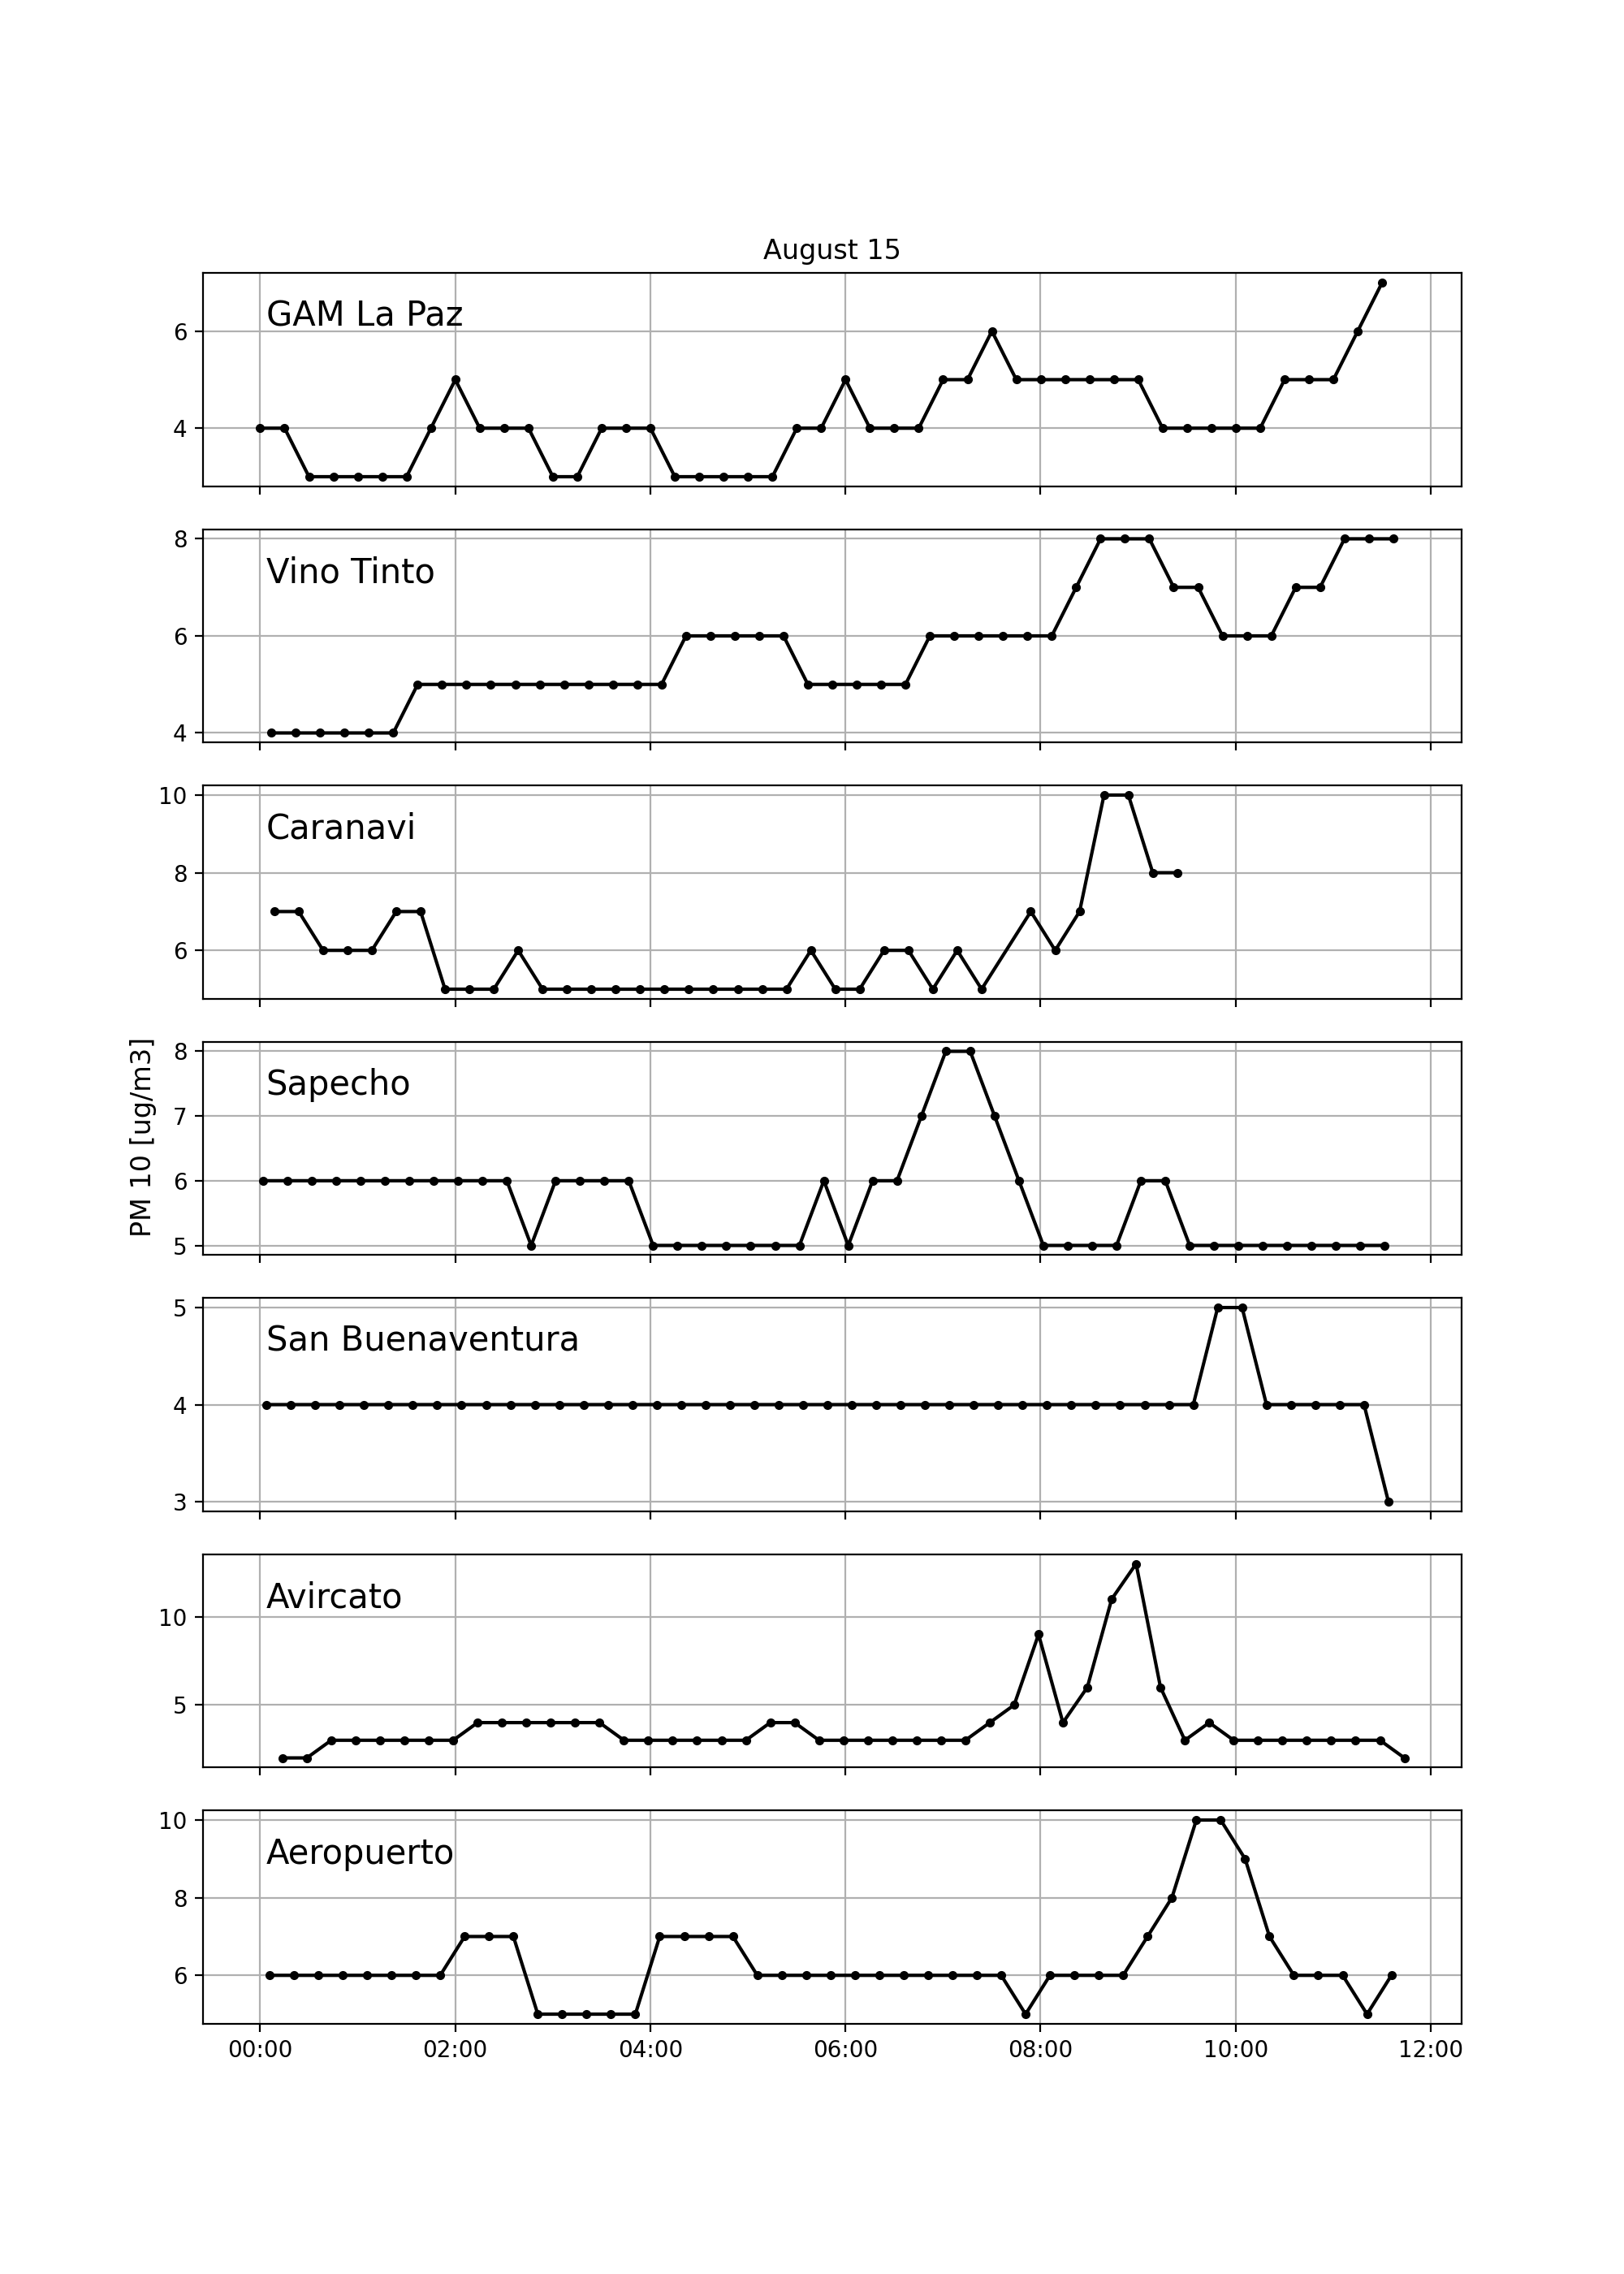 August 15
GAM La Paz
6
4
Vino Tinto
8
6
4
Caranavi
10
8
6
PM 10 [ug/m3]
Sapecho
8
7
6
5
San Buenaventura
5
4
3
Avircato
10
5
Aeropuerto
10
8
6
00:00 02:00 04:00 06:00 08:00 10:00 12:00